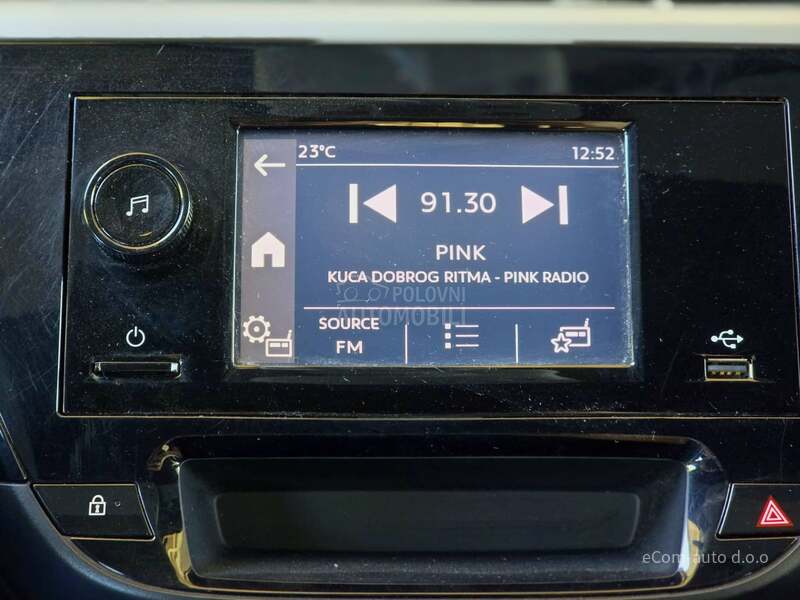 23°C
12:52
91.30
PINK
KUCA DOBROG RITMA - PINK RADIO
POLOVNI
AUTOMOBILI
SOURCE
FM
eCom-auto d.o.o